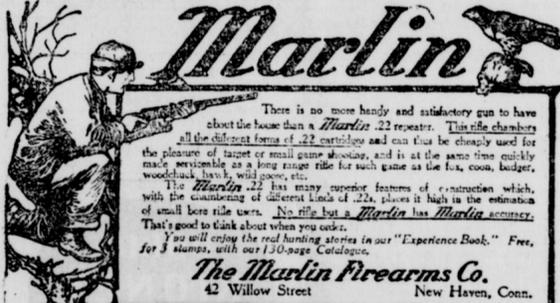 Marlin
There is no more handy and satisfactory gun to have
about the house than a Marlin .22 repeater. This rifle chambers
all the different forms of .22 cartridges and can thus be cheaply used for
the pleasure of target or small game shooting, and is at the same time quickly
made serviceable as a long range rifle for such game as the fox, coon, badger,
woodchuck, hawk, wild goose, etc.
The Marlin .22 has many superior features of construction which,
with the chambering of different kinds of .22s, places it high in the estimation
of small bore rifle users. No rifle but a Marlin has Marlin accuracy.
That's good to think about when you order.
You will enjoy the real hunting stories in our "Experience Book." Free,
for 3 stamps, with our 130-page Catalogue.
The Marlin Firearms Co.
42 Willow Street New Haven, Conn.